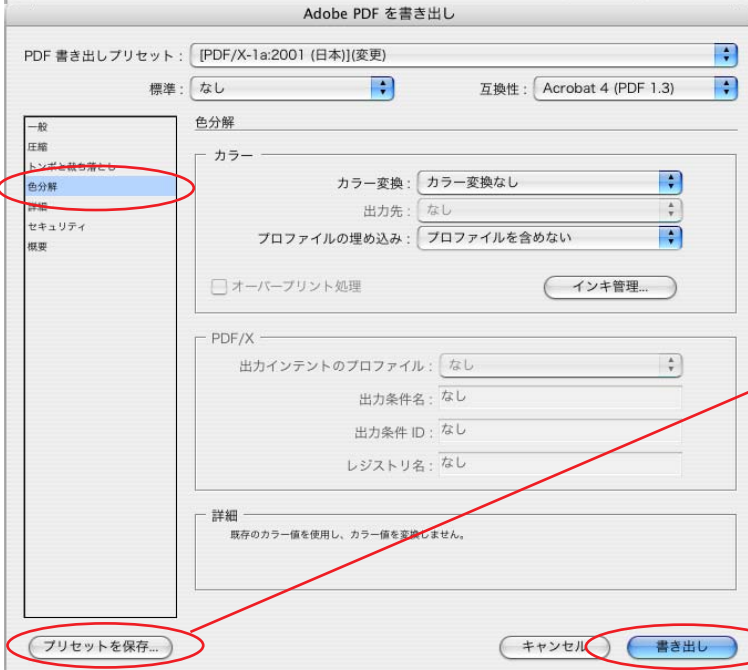 Adobe PDF を書き出し
PDF 書き出しプリセット : [PDF/X-1a:2001 (日本)](変更)
標準 : なし 互換性 : Acrobat 4 (PDF 1.3)
一般
圧縮
トンボと裁ち落とし
色分解
詳細
セキュリティ
概要
色分解
カラー
カラー変換 : カラー変換なし
出力先 : なし
プロファイルの埋め込み : プロファイルを含めない
オーバープリント処理 インキ管理...
PDF/X
出力インテントのプロファイル : なし
出力条件名 : なし
出力条件 ID : なし
レジストリ名 : なし
詳細
既存のカラー値を使用し、カラー値を変換しません。
プリセットを保存... キャンセル 書き出し